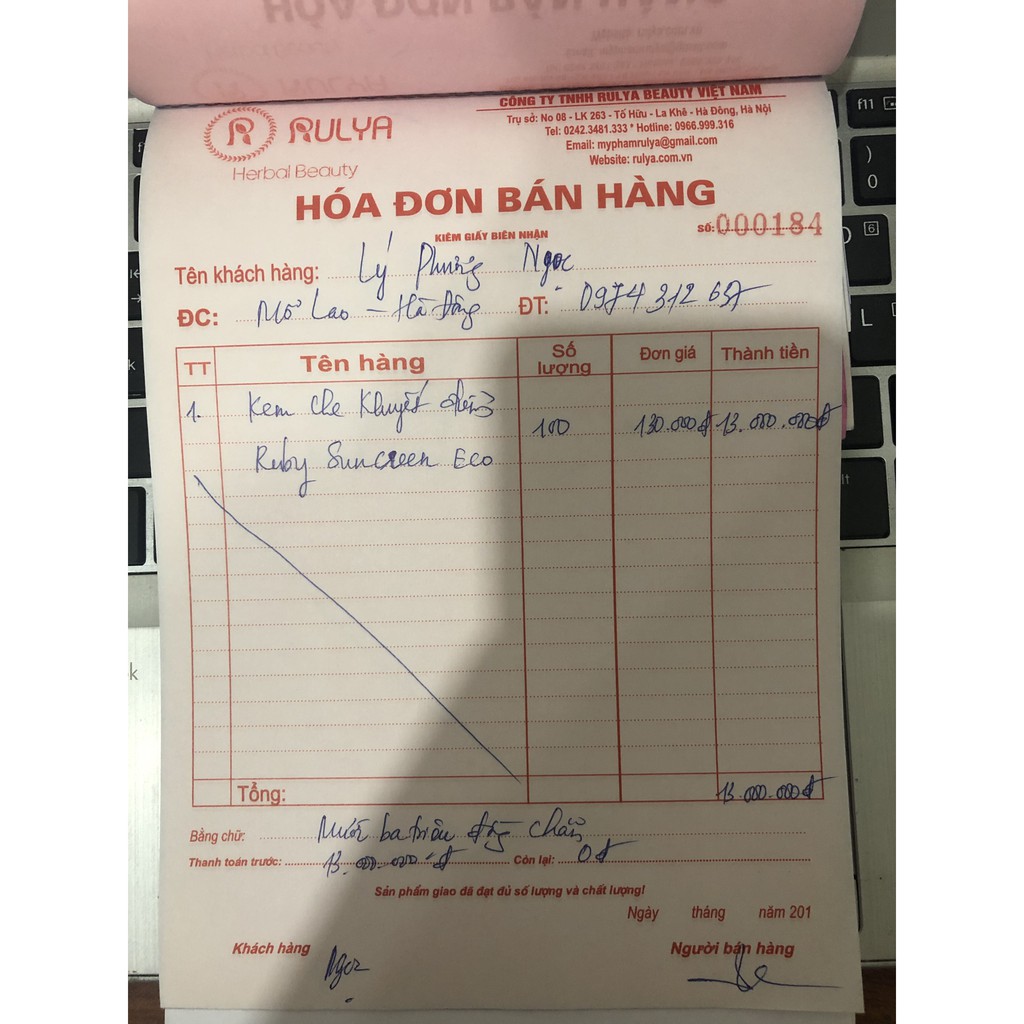 RULYA
Herbal Beauty
CÔNG TY TNHH RULYA BEAUTY VIỆT NAM
Trụ sở: No 08 - LK 263 - Tố Hữu - La Khê - Hà Đông, Hà Nội
Tel: 0242.3481.333 * Hotline: 0966.999.316
Email: myphamrulya@gmail.com
Website: rulya.com.vn
HÓA ĐƠN BÁN HÀNG
KIÊM GIẤY BIÊN NHẬN
SỐ: 000184
Tên khách hàng: Lý Phương Ngọc
ĐC: Mỗ Lao - Hà Đông ĐT: 0974 312 637
TT Tên hàng Số lượng Đơn giá Thành tiền
1. Kem che khuyết điểm 100 130.000đ 13.000.000đ
Ruby Suncreen Eco
Tổng: 13.000.000đ
Bằng chữ: Mười ba triệu đồng chẵn
Thanh toán trước: 13.000.000đ Còn lại: 0đ
Sản phẩm giao đã đạt đủ số lượng và chất lượng!
Ngày tháng năm 201
Khách hàng Người bán hàng
Ngọc
f11
)
0
6
L
k